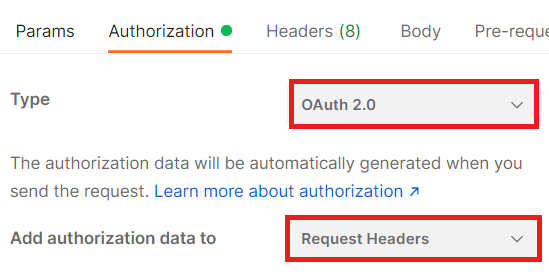 Params Authorization Headers (8) Body Pre-reque
Type OAuth 2.0
The authorization data will be automatically generated when you
send the request. Learn more about authorization ↗
Add authorization data to Request Headers